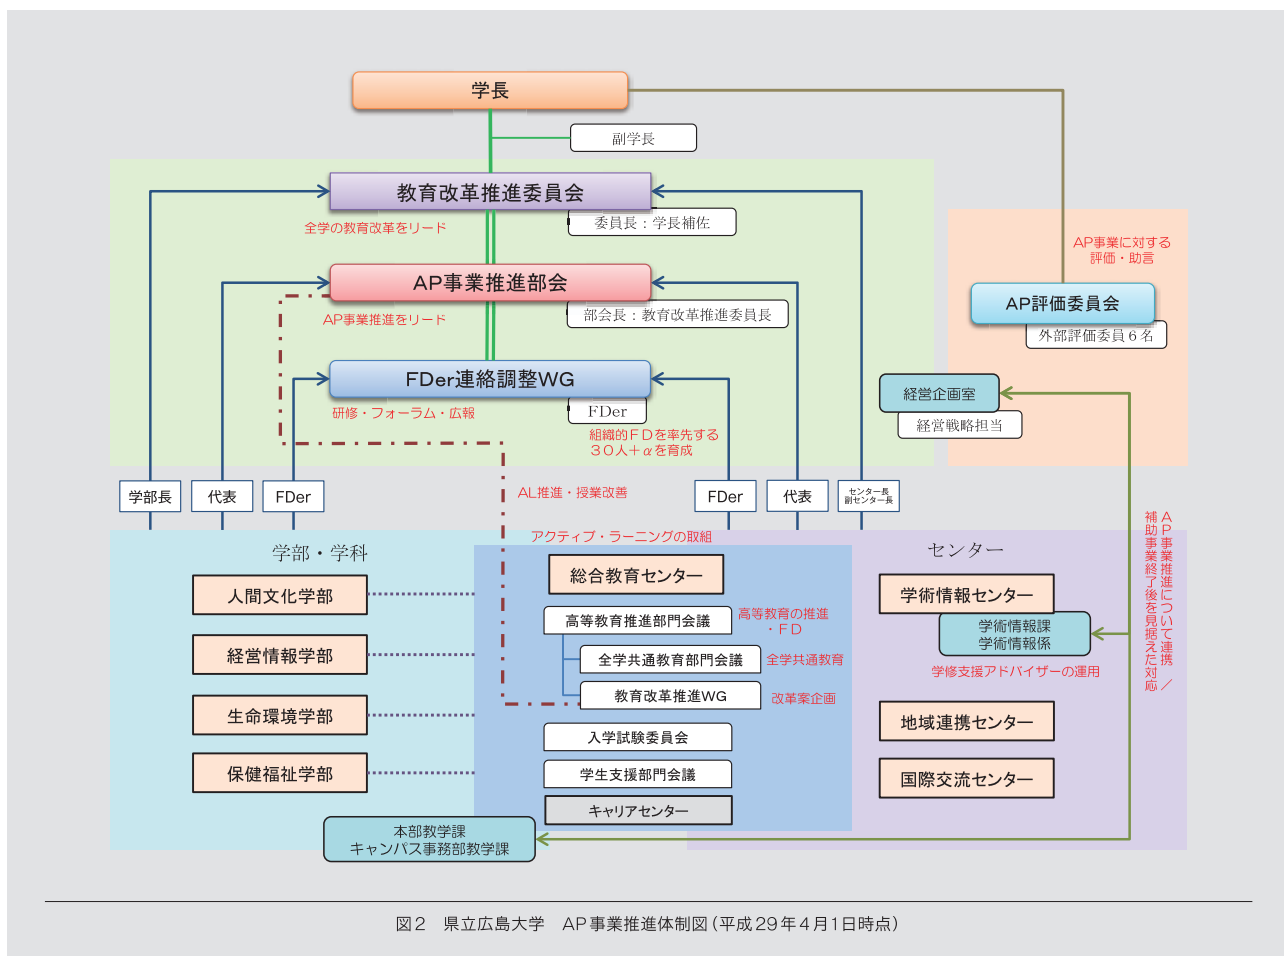 学長
副学長
教育改革推進委員会
全学の教育改革をリード
委員長：学長補佐
AP事業に対する
評価・助言
AP事業推進部会
AP事業推進をリード
部会長：教育改革推進委員長
AP評価委員会
外部評価委員６名
FDer連絡調整WG
研修・フォーラム・広報
FDer
組織的ＦＤを率先する
３０人＋αを育成
経営企画室
経営戦略担当
学部長
代表
FDer
AL推進・授業改善
FDer
代表
センター長
副センター長
アクティブ・ラーニングの取組
学部・学科
センター
人間文化学部
経営情報学部
生命環境学部
保健福祉学部
総合教育センター
高等教育推進部門会議
高等教育の推進
・ＦＤ
全学共通教育部門会議
全学共通教育
教育改革推進WG
改革案企画
入学試験委員会
学生支援部門会議
キャリアセンター
学術情報センター
学術情報課
学術情報係
学修支援アドバイザーの運用
地域連携センター
国際交流センター
ＡＰ事業推進について連携／
補助事業終了後を見据えた対応
本部教学課
キャンパス事務部教学課
図２　県立広島大学　AP事業推進体制図（平成29年４月１日時点）